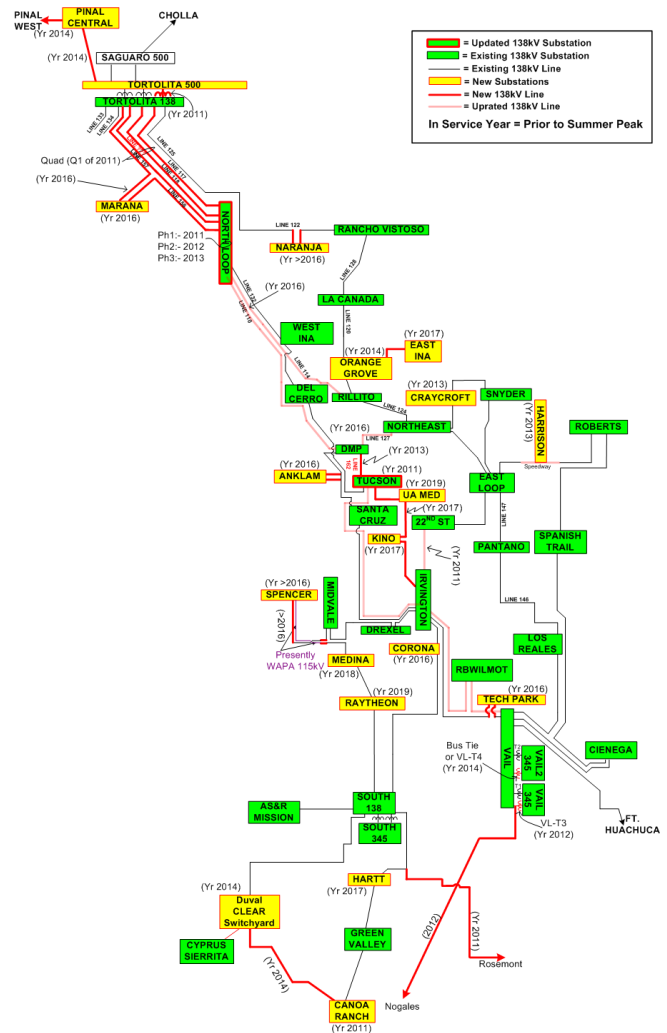 PINAL
WEST
PINAL
CENTRAL
CHOLLA
(Yr 2014)
(Yr 2014)
SAGUARO 500
TORTOLITA 500
TORTOLITA 138
(Yr 2011)
= Updated 138kV Substation
= Existing 138kV Substation
= Existing 138kV Line
= New Substations
= New 138kV Line
= Uprated 138kV Line
In Service Year = Prior to Summer Peak
LINE 133
LINE 134
LINE 125
LINE 117
Quad (Q1 of 2011)
(Yr 2016)
MARANA
(Yr 2016)
NORTH LOOP
Ph1:- 2011
Ph2:- 2012
Ph3:- 2013
LINE 122
RANCHO VISTOSO
NARANJA
(Yr >2016)
LINE 128
(Yr 2016)
LA CANADA
WEST
INA
LINE 114
(Yr 2017)
EAST
INA
(Yr 2014)
ORANGE
GROVE
DEL
CERRO
RILLITO
(Yr 2013)
CRAYCROFT
SNYDER
HARRISON
(Yr 2013)
ROBERTS
LINE 124
NORTHEAST
(Yr 2016)
LINE 127
DMP
(Yr 2013)
Speedway
(Yr 2016)
ANKLAM
LINE
162
(Yr 2011)
TUCSON
(Yr 2019)
UA MED
EAST
LOOP
SANTA
CRUZ
(Yr 2017)
22ND ST
LINE 147
KINO
(Yr 2017)
(Yr 2011)
PANTANO
SPANISH
TRAIL
(Yr >2016)
SPENCER
MIDVALE
IRVINGTON
LINE 146
(>2016)
DREXEL
Presently
WAPA 115kV
MEDINA
(Yr 2018)
CORONA
(Yr 2016)
LOS
REALES
RBWILMOT
(Yr 2019)
RAYTHEON
(Yr 2016)
TECH PARK
VAIL
Bus Tie
or VL-T4
(Yr 2014)
VAIL2
345
CIENEGA
VAIL
345
SOUTH
138
AS&R
MISSION
SOUTH
345
VL-T3
(Yr 2012)
FT.
HUACHUCA
HARTT
(Yr 2017)
(Yr 2014)
Duval
CLEAR
Switchyard
GREEN
VALLEY
(2012)
(Yr 2011)
CYPRUS
SIERRITA
(Yr 2014)
Rosemont
Nogales
CANOA
RANCH
(Yr 2011)